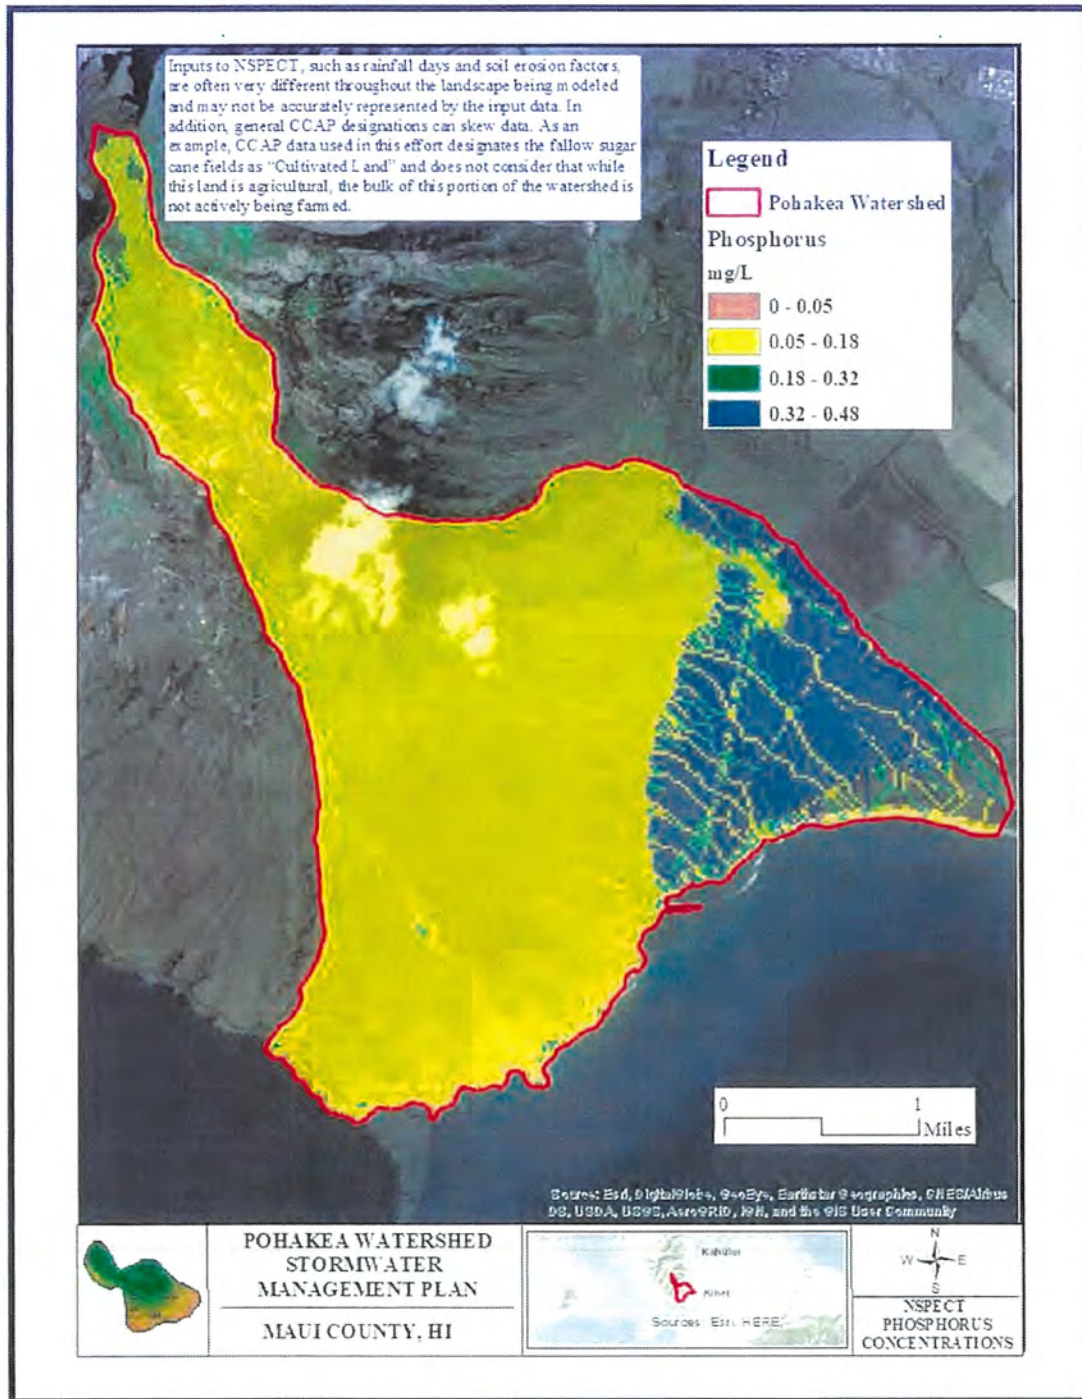 Inputs to NSPECT, such as rainfall days and soil erosion factors,
are often very different throughout the landscape being modeled
and may not be accurately represented by the input data. In
addition, general CCAP designations can skew data. As an
example, CCAP data used in this effort designates the fallow sugar
cane fields as "Cultivated Land" and does not consider that while
this land is agricultural, the bulk of this portion of the watershed is
not actively being farmed.
Legend
Pohakea Watershed
Phosphorus
mg/L
0 - 0.05
0.05 - 0.18
0.18 - 0.32
0.32 - 0.48
0 1
Miles
Source: Esri, DigitalGlobe, GeoEye, Earthstar Geographics, CNES/Airbus
DS, USDA, USGS, AeroGRID, IGN, and the GIS User Community
POHAKEA WATERSHED
STORMWATER
MANAGEMENT PLAN
MAUI COUNTY, HI
Kahului
Kihei
Sources: Esri, HERE,
N
W E
S
NSPECT
PHOSPHORUS
CONCENTRATIONS